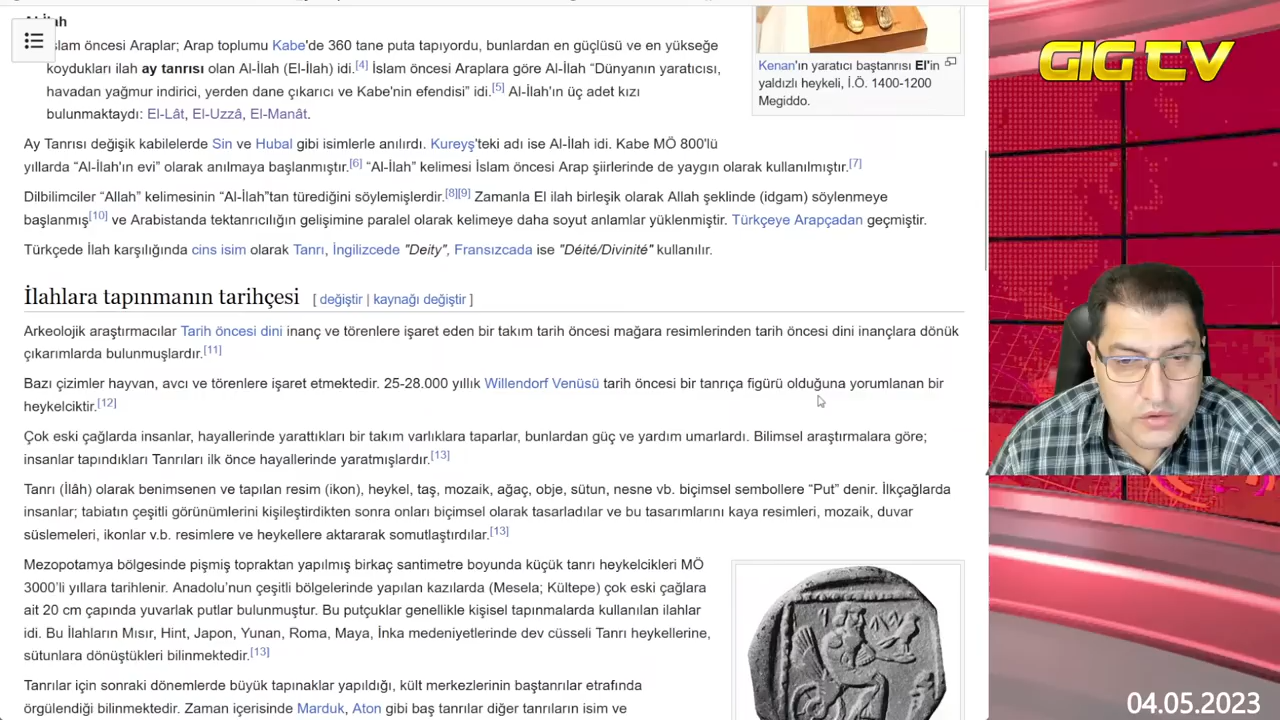 Al-İlah
İslam öncesi Araplar; Arap toplumu Kabe'de 360 tane puta tapıyordu, bunlardan en güçlüsü ve en yükseğe
koydukları ilah ay tanrısı olan Al-İlah (El-İlah) idi.[4] İslam öncesi Araplara göre Al-İlah “Dünyanın yaratıcısı,
havadan yağmur indirici, yerden dane çıkarıcı ve Kabe'nin efendisi” idi.[5] Al-İlah'ın üç adet kızı
bulunmaktaydı: El-Lât, El-Uzzâ, El-Manât.
Kenan'ın yaratıcı baştanrısı El'in
yaldızlı heykeli, İ.Ö. 1400-1200
Megiddo.
Ay Tanrısı değişik kabilelerde Sin ve Hubal gibi isimlerle anılırdı. Kureyş'teki adı ise Al-İlah idi. Kabe MÖ 800'lü
yıllarda “Al-İlah'ın evi” olarak anılmaya başlanmıştır.[6] “Al-İlah” kelimesi İslam öncesi Arap şiirlerinde de yaygın olarak kullanılmıştır.[7]
Dilbilimciler “Allah” kelimesinin “Al-İlah”tan türediğini söylemişlerdir.[8][9] Zamanla El ilah birleşik olarak Allah şeklinde (idgam) söylenmeye
başlanmış[10] ve Arabistanda tektanrıcılığın gelişimine paralel olarak kelimeye daha soyut anlamlar yüklenmiştir. Türkçeye Arapçadan geçmiştir.
Türkçede İlah karşılığında cins isim olarak Tanrı, İngilizcede "Deity", Fransızcada ise "Déité/Divinité" kullanılır.
İlahlara tapınmanın tarihçesi [ değiştir | kaynağı değiştir ]
Arkeolojik araştırmacılar Tarih öncesi dini inanç ve törenlere işaret eden bir takım tarih öncesi mağara resimlerinden tarih öncesi dini inançlara dönük
çıkarımlarda bulunmuşlardır.[11]
Bazı çizimler hayvan, avcı ve törenlere işaret etmektedir. 25-28.000 yıllık Willendorf Venüsü tarih öncesi bir tanrıça figürü olduğuna yorumlanan bir
heykelciktir.[12]
Çok eski çağlarda insanlar, hayallerinde yarattıkları bir takım varlıklara taparlar, bunlardan güç ve yardım umarlardı. Bilimsel araştırmalara göre;
insanlar tapındıkları Tanrıları ilk önce hayallerinde yaratmışlardır.[13]
Tanrı (İlâh) olarak benimsenen ve tapılan resim (ikon), heykel, taş, mozaik, ağaç, obje, sütun, nesne vb. biçimsel sembollere “Put” denir. İlkçağlarda
insanlar; tabiatın çeşitli görünümlerini kişileştirdikten sonra onları biçimsel olarak tasarladılar ve bu tasarımlarını kaya resimleri, mozaik, duvar
süslemeleri, ikonlar v.b. resimlere ve heykellere aktararak somutlaştırdılar.[13]
Mezopotamya bölgesinde pişmiş topraktan yapılmış birkaç santimetre boyunda küçük tanrı heykelcikleri MÖ
3000’li yıllara tarihlenir. Anadolu’nun çeşitli bölgelerinde yapılan kazılarda (Mesela; Kültepe) çok eski çağlara
ait 20 cm çapında yuvarlak putlar bulunmuştur. Bu putçuklar genellikle kişisel tapınmalarda kullanılan ilahlar
idi. Bu İlahların Mısır, Hint, Japon, Yunan, Roma, Maya, İnka medeniyetlerinde dev cüsseli Tanrı heykellerine,
sütunlara dönüştükleri bilinmektedir.[13]
Tanrılar için sonraki dönemlerde büyük tapınaklar yapıldığı, kült merkezlerinin baştanrılar etrafında
örgülendiği bilinmektedir. Zaman içerisinde Marduk, Aton gibi baş tanrılar diğer tanrıların isim ve
GIG TV
04.05.2023